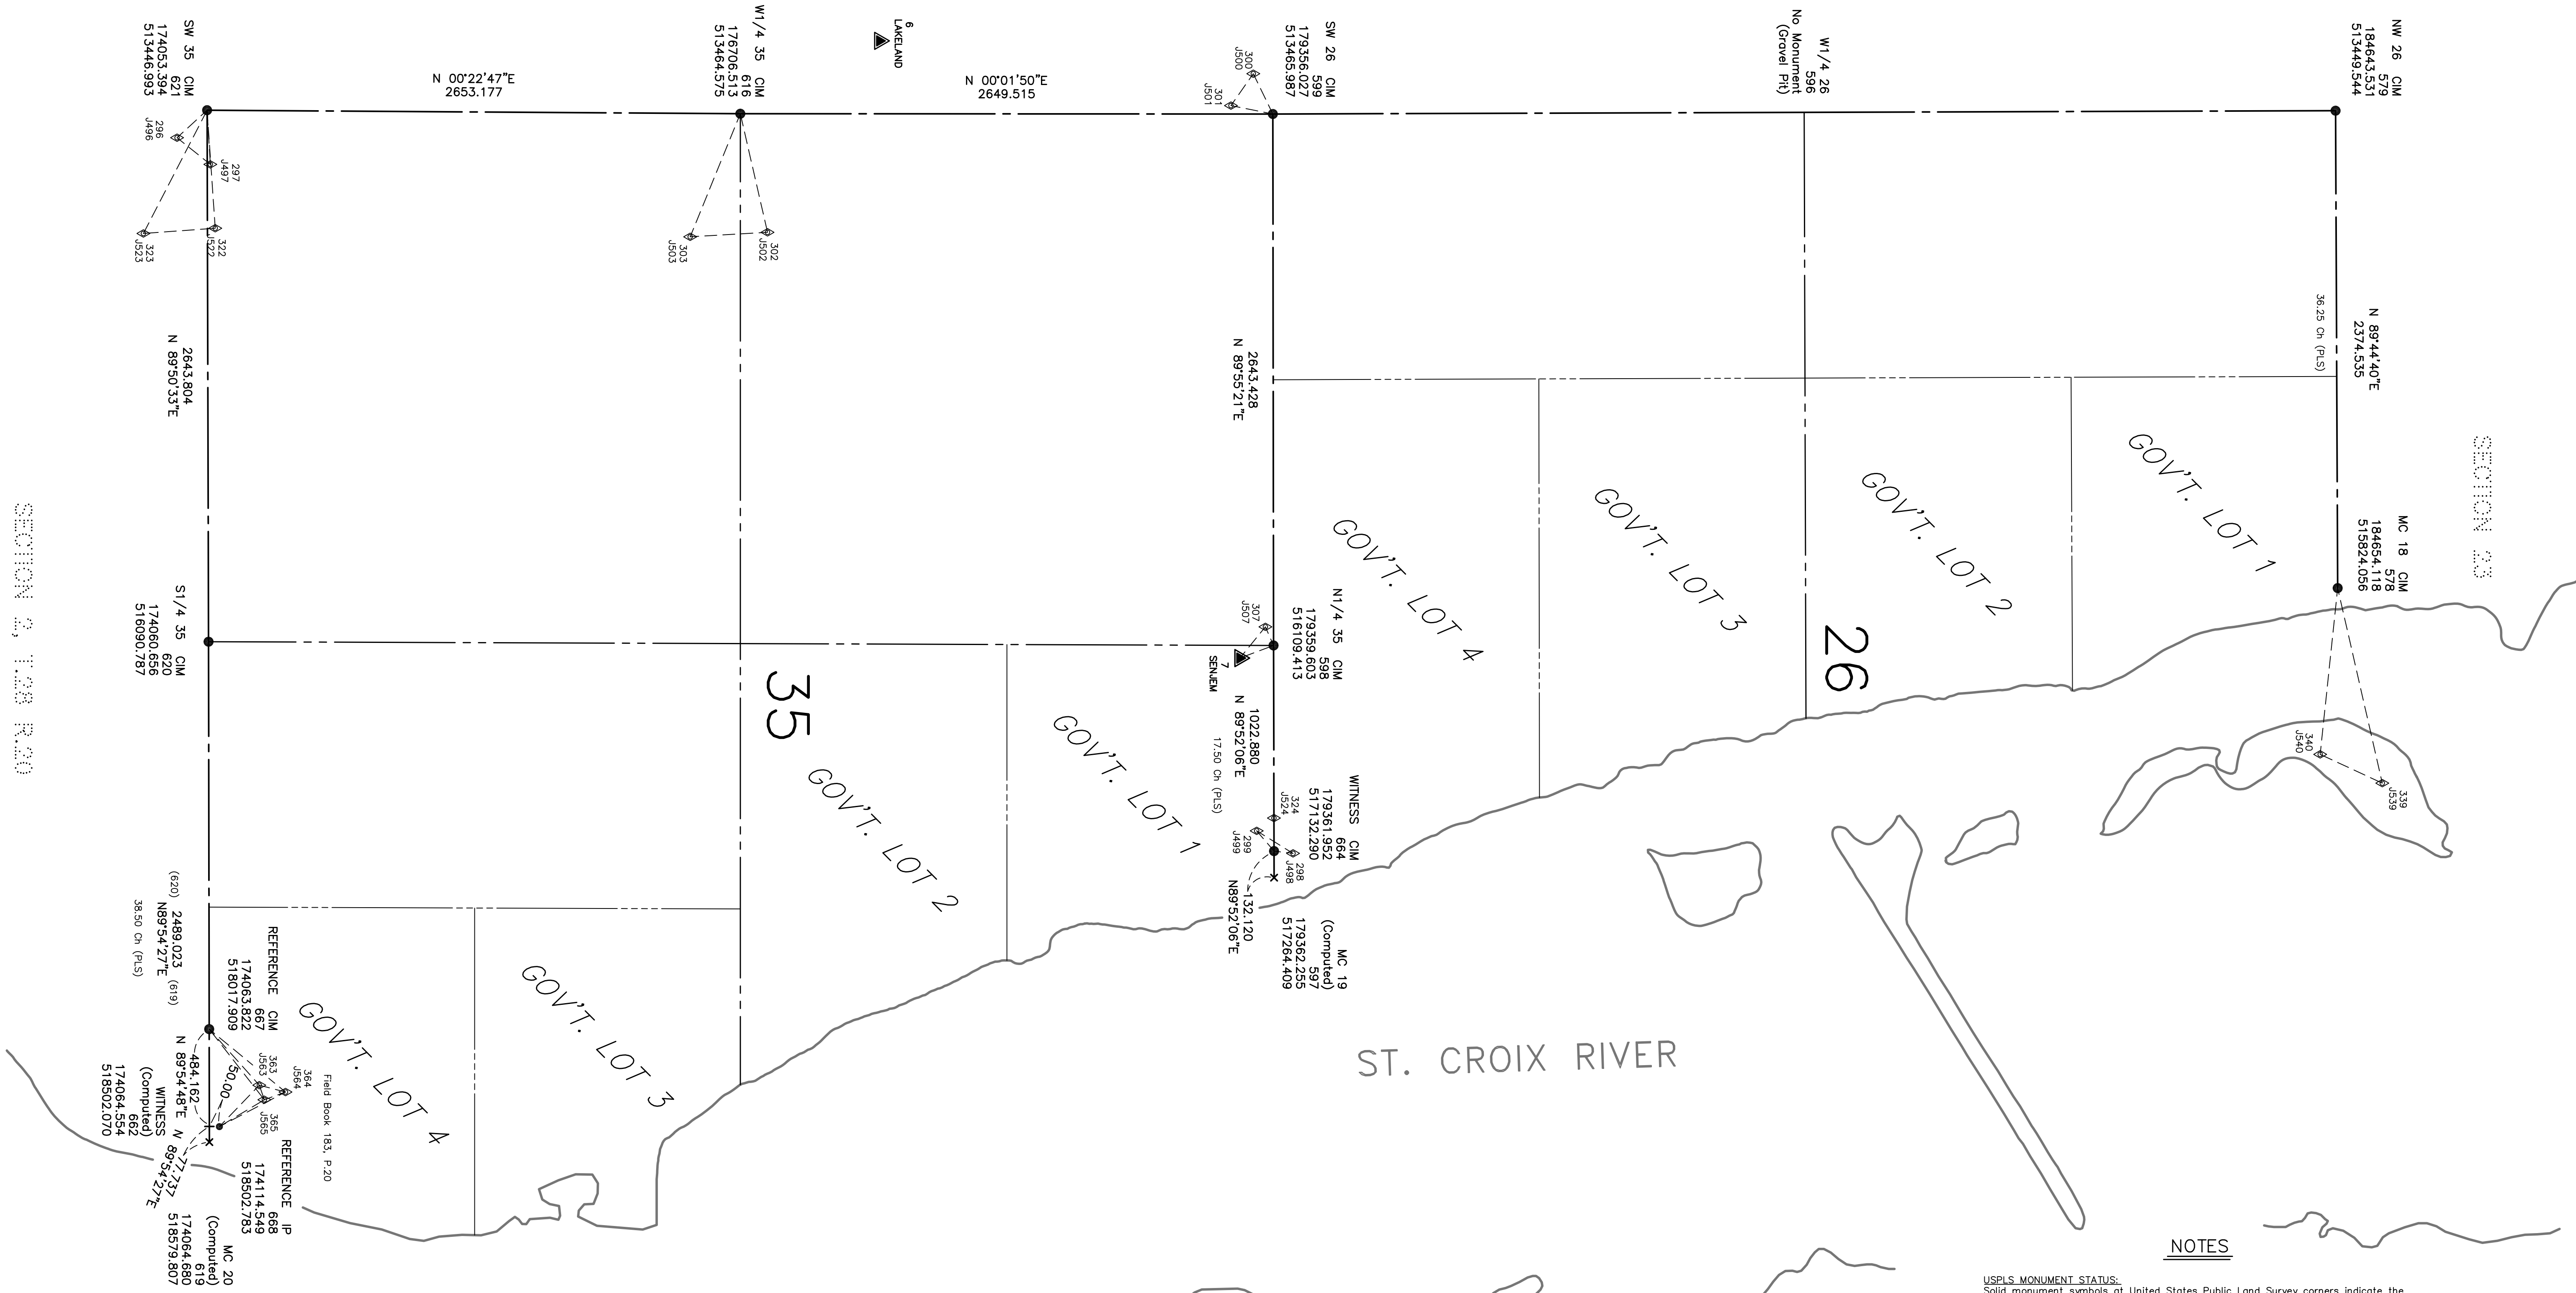 NW 26 CIM
579
184643.531
513449.544
N 89°44'40"E
2374.535
36.25 Ch (PLS)
MC 18 CIM
578
184654.118
515824.056
SECTION 23
339
J539
340
J540
W1/4 26
596
No Monument
(Gravel Pit)
GOV'T. LOT 1
GOV'T. LOT 2
26
GOV'T. LOT 3
GOV'T. LOT 4
SW 26 CIM
599
179356.027
513465.987
300
J500
301
J501
2643.428
N 89°55'21"E
N1/4 35 CIM
598
179359.603
516109.413
307
J507
7
SENJEM
1022.880
N 89°52'06"E
17.50 Ch (PLS)
WITNESS CIM
664
179361.952
517132.290
324
J524
298
J498
299
J499
132.120
N89°52'06"E
MC 19
(Computed)
597
179362.255
517264.409
6
LAKELAND
N 00°01'50"E
2649.515
W1/4 35 CIM
616
176706.513
513464.575
302
J502
303
J503
GOV'T. LOT 1
35
GOV'T. LOT 2
GOV'T. LOT 3
GOV'T. LOT 4
N 00°22'47"E
2653.177
SW 35 CIM
621
174053.394
513446.993
296
J496
297
J497
322
J522
323
J523
2643.804
N 89°50'33"E
S1/4 35 CIM
620
174060.656
516090.787
SECTION 2, T.28 R.20
(620) 2489.023 (619)
N89°54'27"E
38.50 Ch (PLS)
REFERENCE CIM
667
174063.822
518017.909
363
J563
364
J564
365
J565
Field Book 183, P.20
484.162
N 89°54'48"E
50.00
WITNESS
662
(Computed)
174064.554
518502.070
77.737
N 89°54'27"E
REFERENCE IP
668
174114.549
518502.783
MC 20
(Computed)
619
174064.680
518579.807
ST. CROIX RIVER
NOTES
USPLS MONUMENT STATUS:
Solid monument symbols at United States Public Land Survey corners indicate the